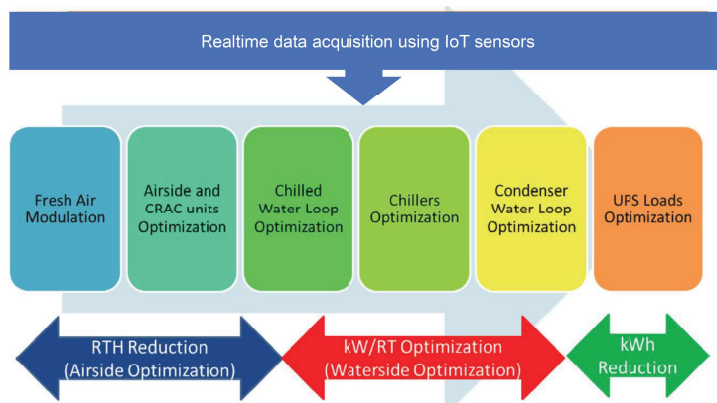 Realtime data acquisition using IoT sensors
Fresh Air
Modulation
Airside and
CRAC units
Optimization
Chilled
Water Loop
Optimization
Chillers
Optimization
Condenser
Water Loop
Optimization
UPS Loads
Optimization
RTH Reduction
(Airside Optimization)
kW/RT Optimization
(Waterside Optimization)
kWh
Reduction